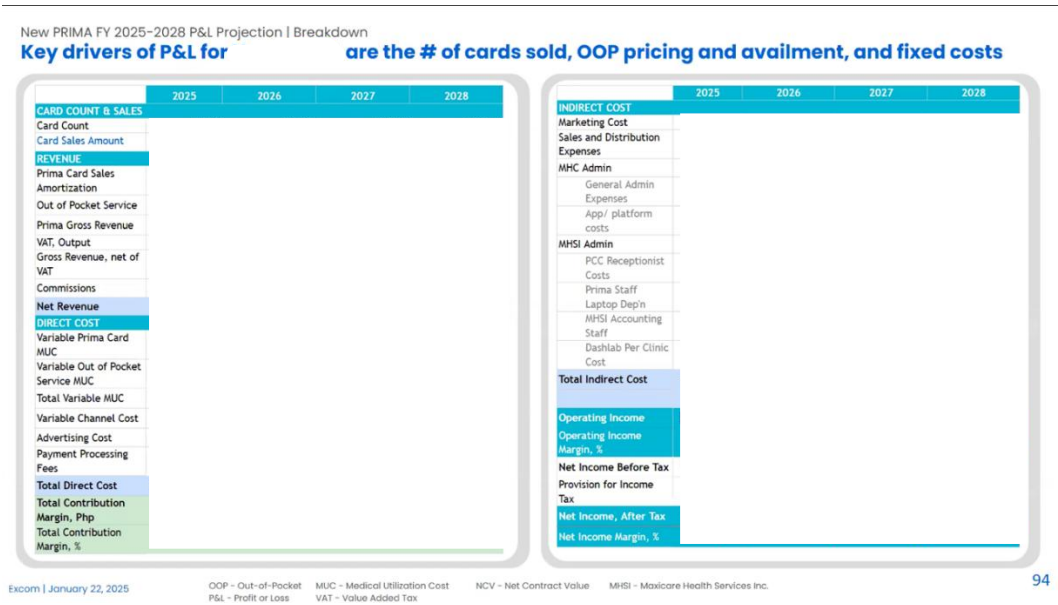 New PRIMA FY 2025-2028 P&L Projection | Breakdown
Key drivers of P&L for are the # of cards sold, OOP pricing and availment, and fixed costs
2025 2026 2027 2028
CARD COUNT & SALES
Card Count
Card Sales Amount
REVENUE
Prima Card Sales
Amortization
Out of Pocket Service
Prima Gross Revenue
VAT, Output
Gross Revenue, net of
VAT
Commissions
Net Revenue
DIRECT COST
Variable Prima Card
MUC
Variable Out of Pocket
Service MUC
Total Variable MUC
Variable Channel Cost
Advertising Cost
Payment Processing
Fees
Total Direct Cost
Total Contribution
Margin, Php
Total Contribution
Margin, %
2025 2026 2027 2028
INDIRECT COST
Marketing Cost
Sales and Distribution
Expenses
MHC Admin
General Admin
Expenses
App/ platform
costs
MHSI Admin
PCC Receptionist
Costs
Prima Staff
Laptop Dep'n
MHSI Accounting
Staff
Dashlab Per Clinic
Cost
Total Indirect Cost
Operating Income
Operating Income
Margin, %
Net Income Before Tax
Provision for Income
Tax
Net Income, After Tax
Net Income Margin, %
Excom | January 22, 2025
OOP - Out-of-Pocket MUC - Medical Utilization Cost NCV - Net Contract Value MHSI - Maxicare Health Services Inc.
P&L - Profit or Loss VAT - Value Added Tax
94